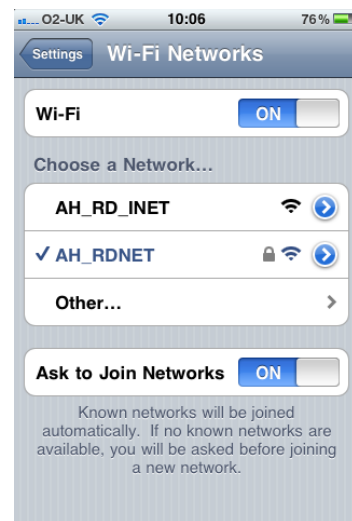 O2-UK 10:06 76%
Settings Wi-Fi Networks
Wi-Fi ON
Choose a Network...
AH_RD_INET
AH_RDNET
Other...
Ask to Join Networks ON
Known networks will be joined
automatically. If no known networks are
available, you will be asked before joining
a new network.